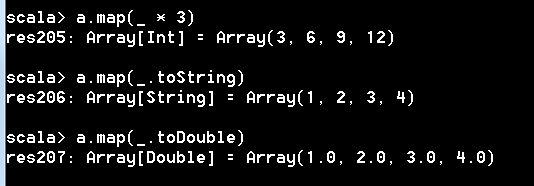 scala> a.map(_ * 3)
res205: Array[Int] = Array(3, 6, 9, 12)
scala> a.map(_.toString)
res206: Array[String] = Array(1, 2, 3, 4)
scala> a.map(_.toDouble)
res207: Array[Double] = Array(1.0, 2.0, 3.0, 4.0)